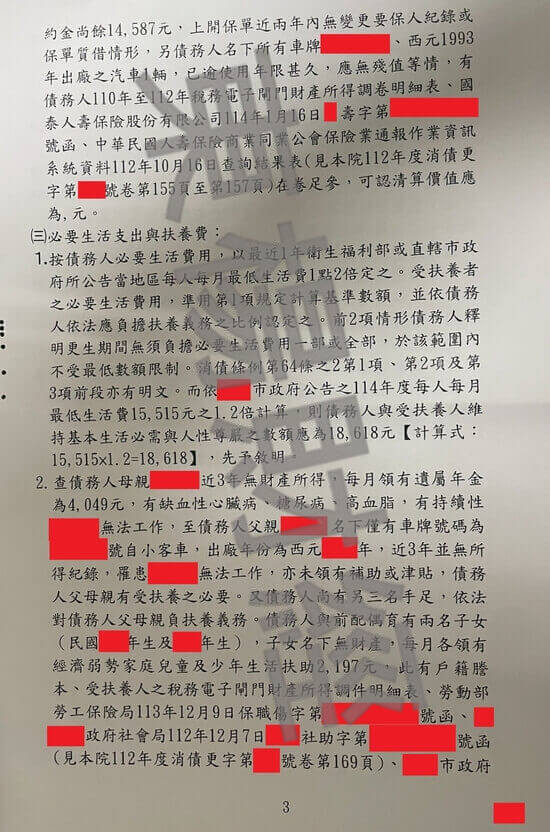 約金尚餘14,587元，上開保單近兩年內無變更要保人紀錄或
保單質借情形，另債務人名下所有車牌、西元1993
年出廠之汽車1輛，已逾使用年限甚久，應無殘值等情，有
債務人110年至112年稅務電子閘門財產所得調卷明細表、國
泰人壽保險股份有限公司114年1月16日壽字第
號函、中華民國人壽保險商業同業公會保險業通報作業資訊
系統資料112年10月16日查詢結果表(見本院112年度消債更
字第號卷第155頁至第157頁)在卷足參，可認清算價值應
為,元。
㈢必要生活支出與扶養費：
1.按債務人必要生活費用，以最近1年衛生福利部或直轄市政
府所公告當地區每人每月最低生活費1點2倍定之。受扶養者
之必要生活費用，準用第1項規定計算基準數額，並依債務
人依法應負擔扶養義務之比例認定之。前2項情形債務人釋
明更生期間無須負擔必要生活費用一部或全部，於該範圍內
不受最低數額限制。消債條例第64條之2第1項、第2項及第
3項前段亦有明文。而依市政府公告之114年度每人每月
最低生活費15,515元之1.2倍計算，則債務人與受扶養人維
持基本生活必需與人性尊嚴之數額應為18,618元【計算式：
15,515×1.2=18,618】，先予敘明。
2.查債務人母親近3年無財產所得，每月領有遺屬年金
為4,049元，有缺血性心臟病、糖尿病、高血脂，有持續性
無法工作，至債務人父親名下僅有車牌號碼為
號自小客車，出廠年份為西元年，近3年並無所
得紀錄，罹患無法工作，亦未領有補助或津貼，債務
人父母親有受扶養之必要。又債務人尚有另三名手足，依法
對債務人父母親負扶養義務。債務人與前配偶育有兩名子女
（民國年生及年生），子女名下無財產，每月各領有
經濟弱勢家庭兒童及少年生活扶助2,197元，此有戶籍謄
本、受扶養人之稅務電子閘門財產所得調件明細表、勞動部
勞工保險局113年12月9日保職傷字第號函、
政府社會局112年12月7日社助字第號函
(見本院112年度消債更字第號卷第169頁)、市政府
3